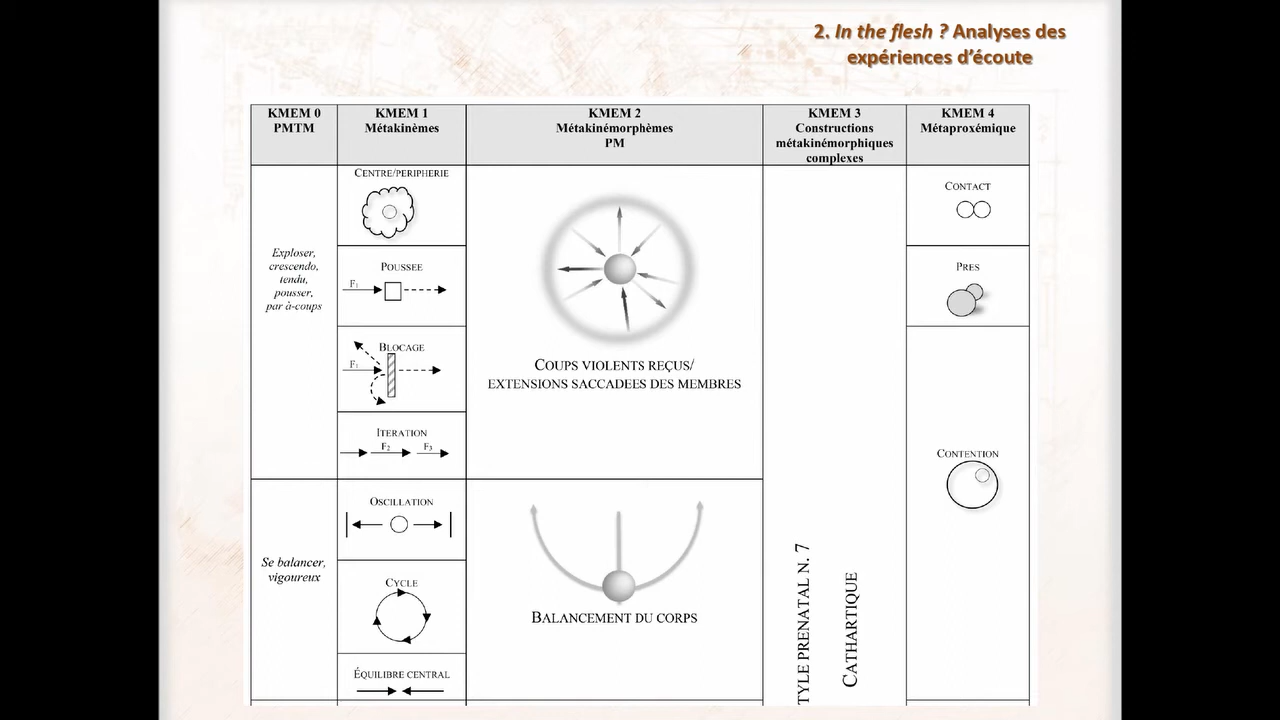 2. In the flesh ? Analyses des
expériences d'écoute
KMEM 0
PMTM
KMEM 1
Métakinèmes
KMEM 2
Métakinémorphèmes
PM
KMEM 3
Constructions
métakinémorphiques
complexes
KMEM 4
Métaproxémique
Exploser,
crescendo,
tendu,
pousser,
par à-coups
CENTRE/PERIPHERIE
POUSSEE
F1
BLOCAGE
ITERATION
F2
F3
COUPS VIOLENTS REÇUS/
EXTENSIONS SACCADEES DES MEMBRES
Se balancer,
vigoureux
OSCILLATION
CYCLE
ÉQUILIBRE CENTRAL
BALANCEMENT DU CORPS
TYLE PRENATAL N. 7
CATHARTIQUE
CONTACT
PRES
CONTENTION